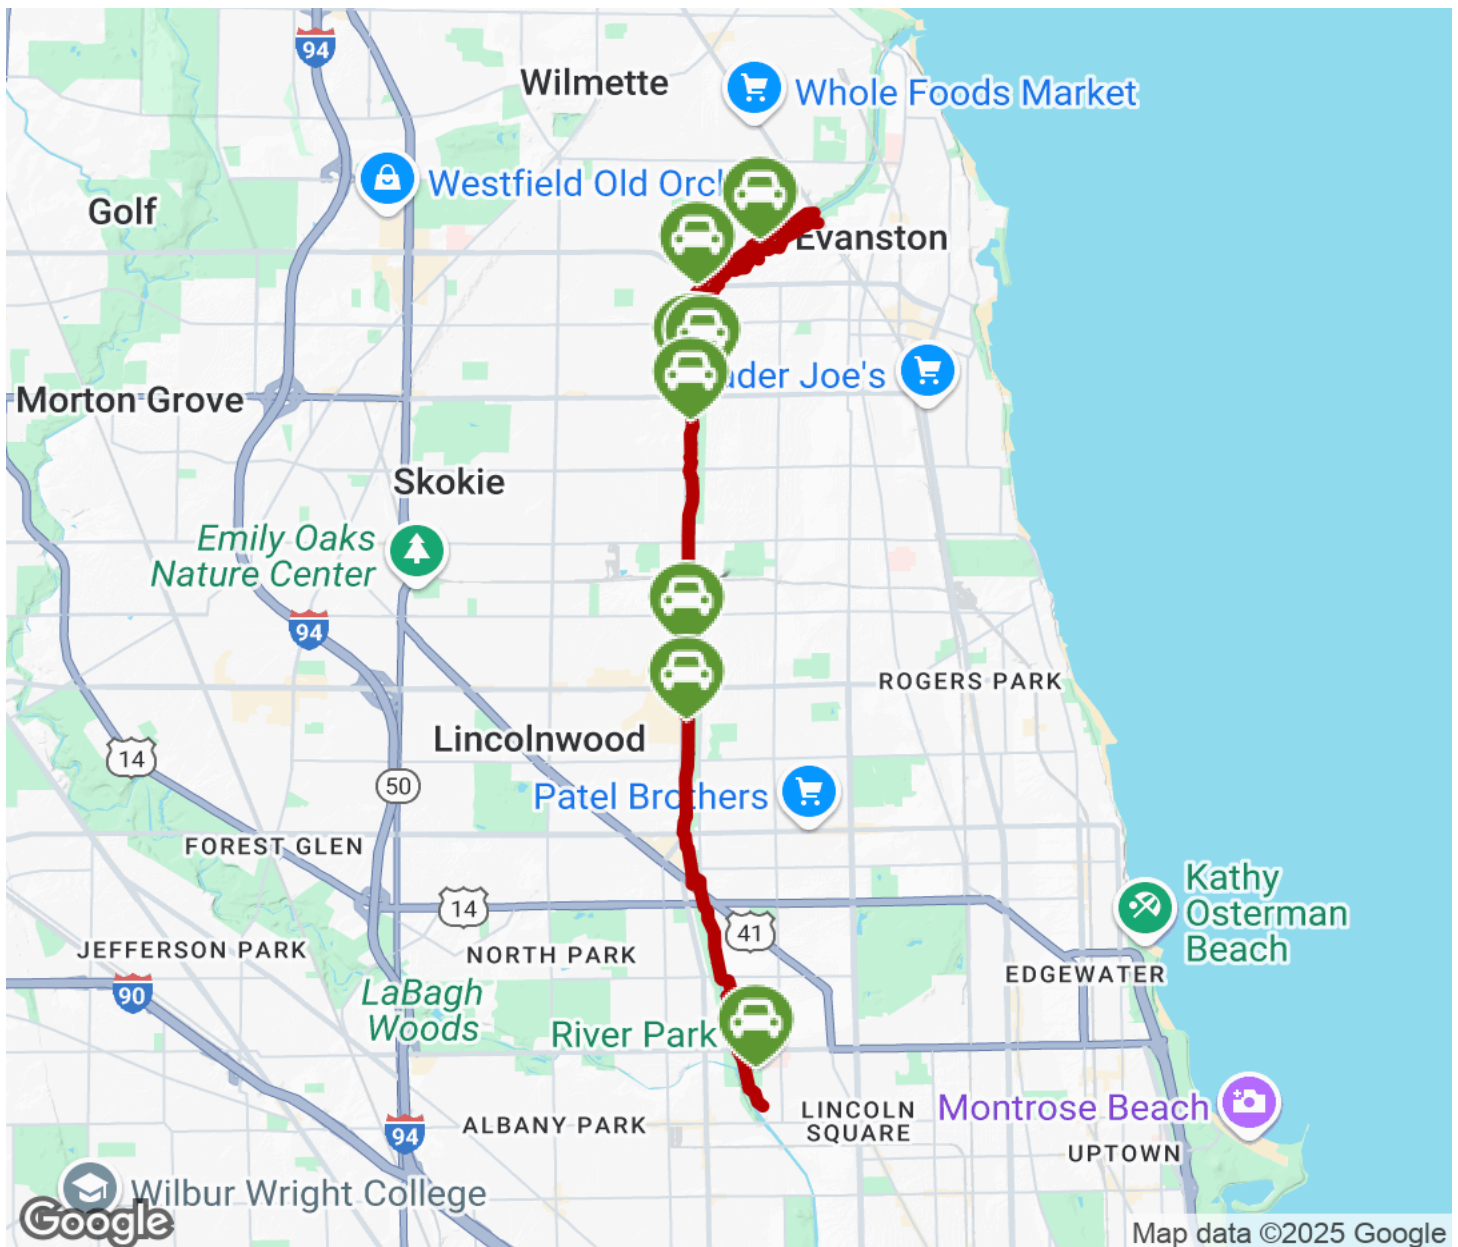 94
Wilmette
Whole Foods Market
Westfield Old Orc
Golf
Evanston
ader Joe's
Morton Grove
Skokie
Emily Oaks
Nature Center
94
ROGERS PARK
Lincolnwood
14
50
Patel Brothers
FOREST GLEN
Kathy
Osterman
Beach
14
41
JEFFERSON PARK
NORTH PARK
EDGEWATER
90
LaBagh
Woods
River Park
LINCOLN
SQUARE
Montrose Beach
ALBANY PARK
94
UPTOWN
Wilbur Wright College
Google
Map data ©2025 Google